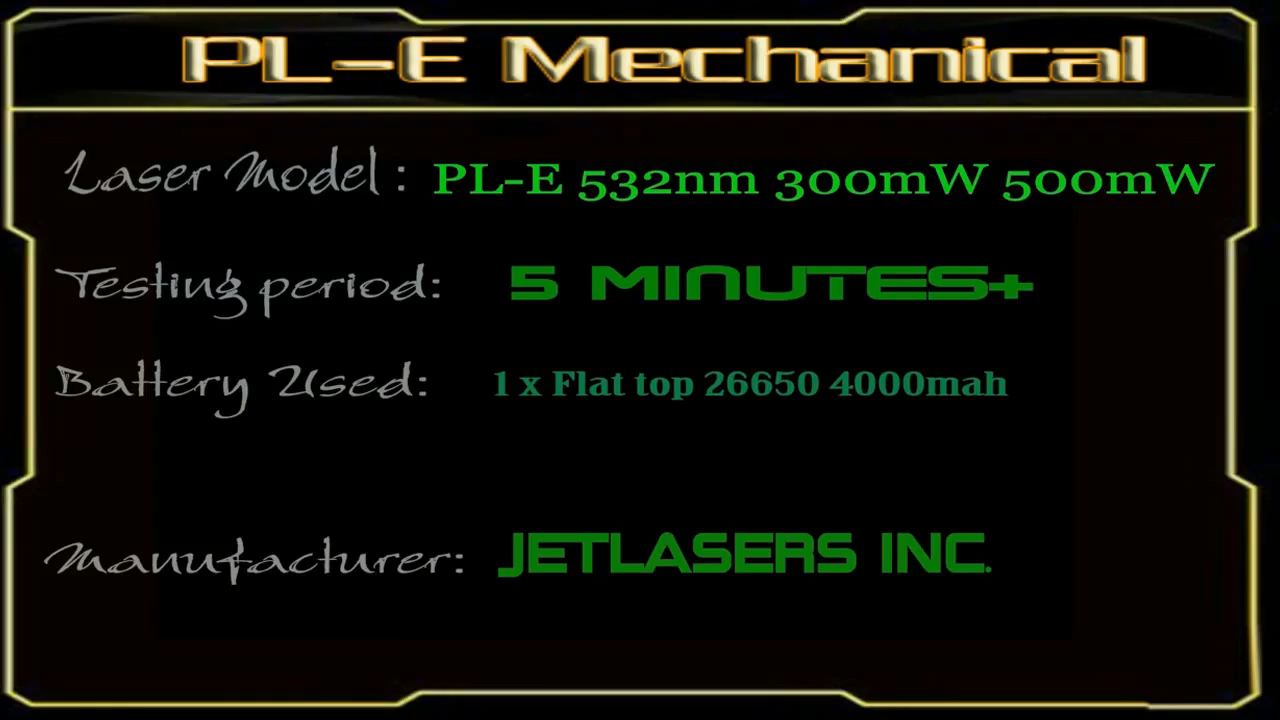 PL-E Mechanical
Laser Model : PL-E 532nm 300mW 500mW
Testing period: 5 MINUTES+
Battery Used: 1 x Flat top 26650 4000mah
Manufacturer: JETLASERS INC.